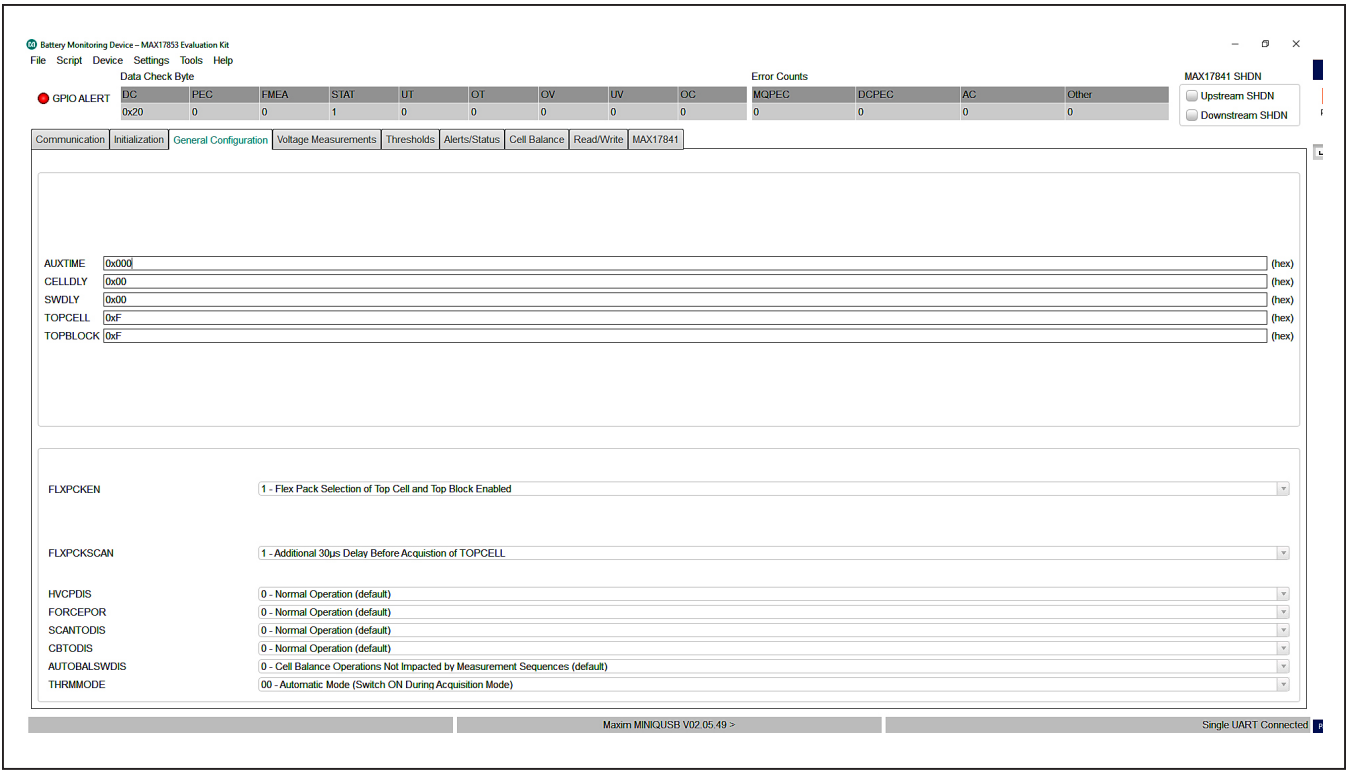 Battery Monitoring Device – MAX17853 Evaluation Kit
File Script Device Settings Tools Help
Data Check Byte Error Counts MAX17841 SHDN
GPIO ALERT DC PEC FMEA STAT UT OT OV UV OC MQPEC DCPEC AC Other Upstream SHDN
0x20 0 0 1 0 0 0 0 0 0 0 0 0 Downstream SHDN
Communication Initialization General Configuration Voltage Measurements Thresholds Alerts/Status Cell Balance Read/Write MAX17841
AUXTIME 0x000 (hex)
CELLDLY 0x00 (hex)
SWDLY 0x00 (hex)
TOPCELL 0xF (hex)
TOPBLOCK 0xF (hex)
FLXPCKEN 1 - Flex Pack Selection of Top Cell and Top Block Enabled
FLXPCKSCAN 1 - Additional 30µs Delay Before Acquistion of TOPCELL
HVCPDIS 0 - Normal Operation (default)
FORCEPOR 0 - Normal Operation (default)
SCANTODIS 0 - Normal Operation (default)
CBTODIS 0 - Normal Operation (default)
AUTOBALSWDIS 0 - Cell Balance Operations Not Impacted by Measurement Sequences (default)
THRMMODE 00 - Automatic Mode (Switch ON During Acquisition Mode)
Maxim MINIQUSB V02.05.49 > Single UART Connected